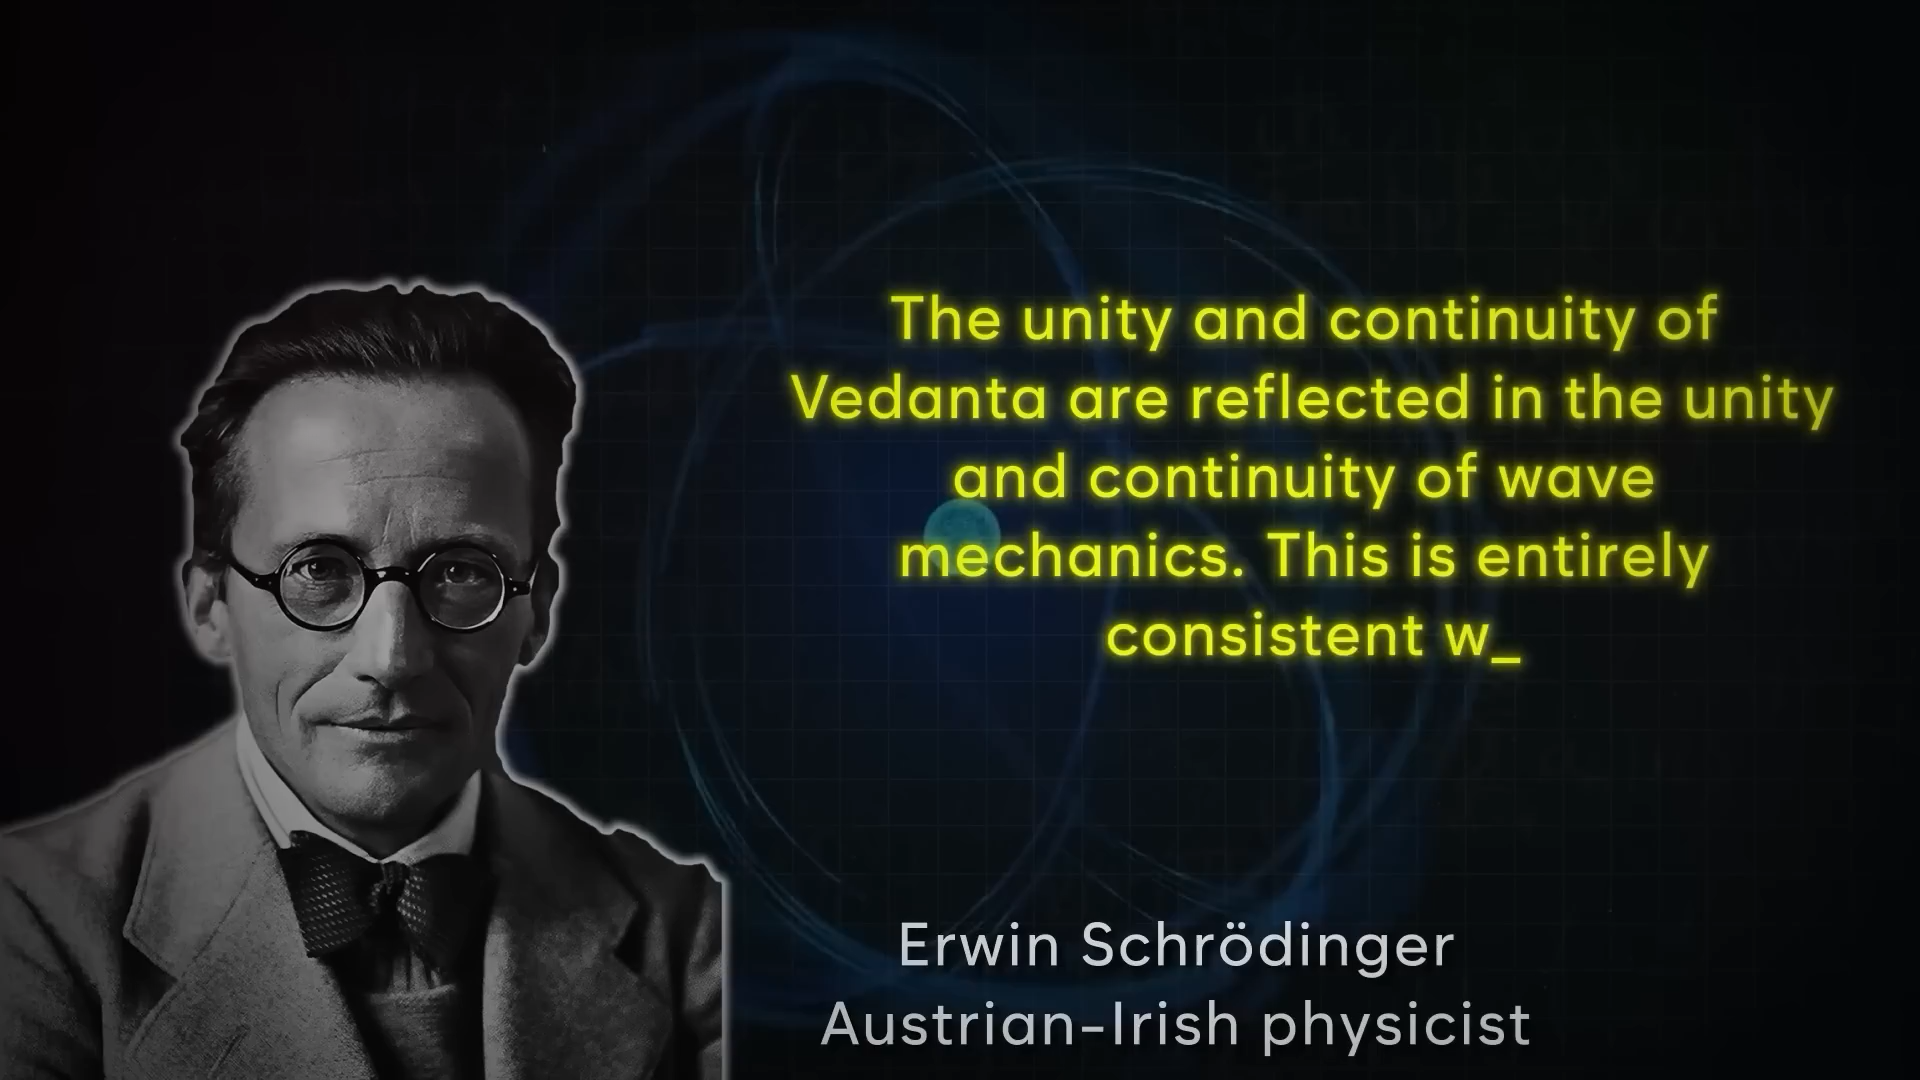 The unity and continuity of
Vedanta are reflected in the unity
and continuity of wave
mechanics. This is entirely
consistent w_
Erwin Schrödinger
Austrian-Irish physicist